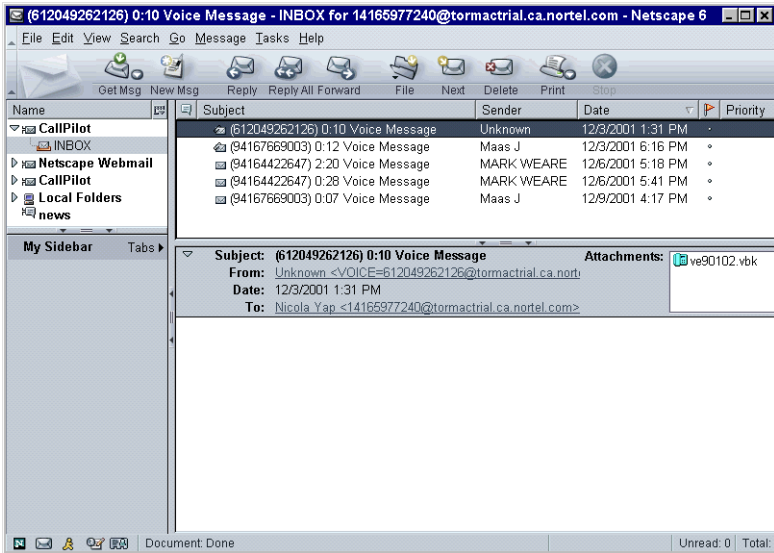 (612049262126) 0:10 Voice Message - INBOX for 14165977240@tormactrial.ca.nortel.com - Netscape 6
File Edit View Search Go Message Tasks Help
Get Msg New Msg Reply Reply All Forward File Next Delete Print Stop
Name Subject Sender Date Priority
CallPilot
INBOX
Netscape Webmail
CallPilot
Local Folders
news
(612049262126) 0:10 Voice Message Unknown 12/3/2001 1:31 PM
(94167669003) 0:12 Voice Message Maas J 12/3/2001 6:16 PM
(94164422647) 2:20 Voice Message MARK WEARE 12/6/2001 5:18 PM
(94164422647) 0:28 Voice Message MARK WEARE 12/6/2001 5:41 PM
(94167669003) 0:07 Voice Message Maas J 12/9/2001 4:17 PM
My Sidebar Tabs
Subject: (612049262126) 0:10 Voice Message
From: Unknown <VOICE=612049262126@tormactrial.ca.norte
Date: 12/3/2001 1:31 PM
To: Nicola Yap <14165977240@tormactrial.ca.nortel.com>
Attachments: ve90102.vbk
Document: Done Unread: 0 Total: